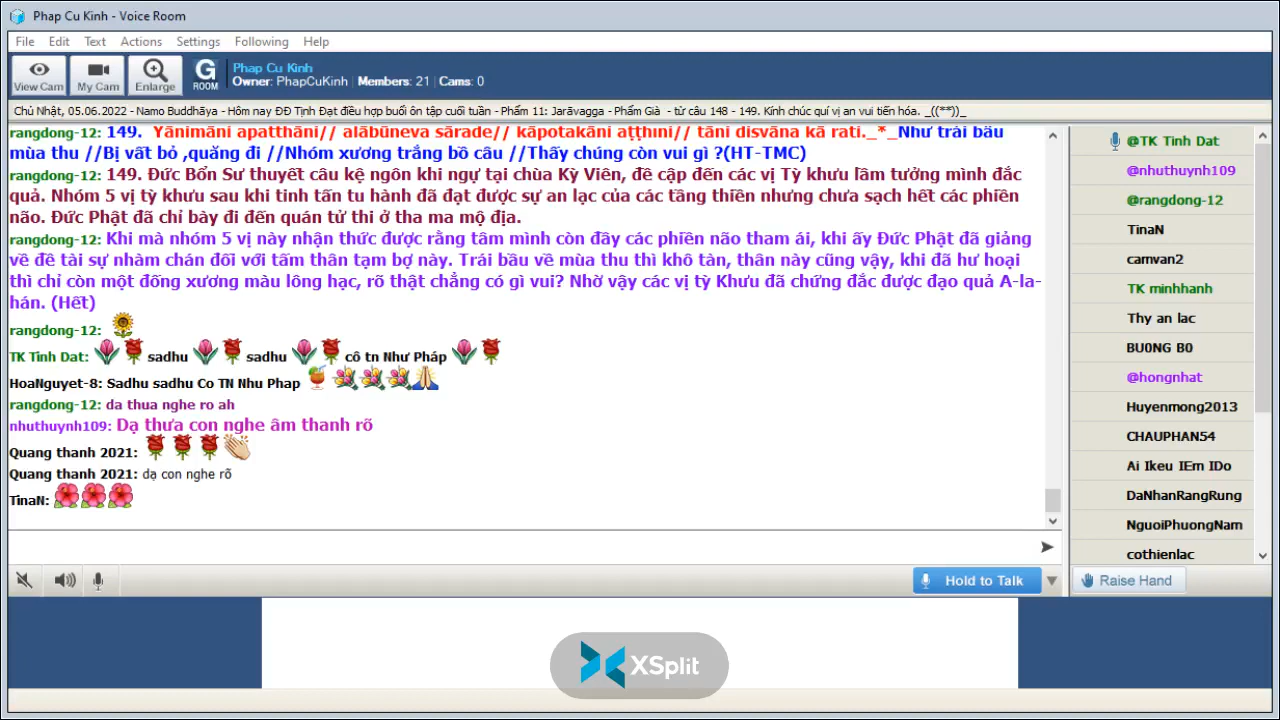 Phap Cu Kinh - Voice Room
File Edit Text Actions Settings Following Help
View Cam My Cam Enlarge G ROOM
Phap Cu Kinh
Owner: PhapCuKinh | Members: 21 | Cams: 0
Chủ Nhật, 05.06.2022 - Namo Buddhāya - Hôm nay ĐĐ Tịnh Đạt điều hợp buổi ôn tập cuối tuần - Phẩm 11: Jarāvagga - Phẩm Già - từ câu 148 - 149. Kính chúc quí vị an vui tiến hóa. _((**))_
rangdong-12: 149. Yānimāni apatthāni// alābūneva sārade// kāpotakāni aṭṭhīni// tāni disvāna kā rati._*_Như trái bầu
mùa thu //Bị vất bỏ ,quăng đi //Nhóm xương trắng bồ câu //Thấy chúng còn vui gì ?(HT-TMC)
rangdong-12: 149. Đức Bổn Sư thuyết câu kệ ngôn khi ngự tại chùa Kỳ Viên, đề cập đến các vị Tỳ khưu lầm tưởng mình đắc
quả. Nhóm 5 vị tỳ khưu sau khi tinh tấn tu hành đã đạt được sự an lạc của các tầng thiền nhưng chưa sạch hết các phiền
não. Đức Phật đã chỉ bày đi đến quán tử thi ở tha ma mộ địa.
rangdong-12: Khi mà nhóm 5 vị này nhận thức được rằng tâm mình còn đầy các phiền não tham ái, khi ấy Đức Phật đã giảng
về đề tài sự nhàm chán đối với tấm thân tạm bợ này. Trái bầu về mùa thu thì khô tàn, thân này cũng vậy, khi đã hư hoại
thì chỉ còn một đống xương màu lông hạc, rõ thật chẳng có gì vui? Nhờ vậy các vị tỳ Khưu đã chứng đắc được đạo quả A-la-
hán. (Hết)
rangdong-12:
TK Tinh Dat: sadhu sadhu cô tn Như Pháp
HoaNguyet-8: Sadhu sadhu Co TN Nhu Phap
rangdong-12: da thua nghe ro ah
nhuthuynh109: Dạ thưa con nghe âm thanh rõ
Quang thanh 2021:
Quang thanh 2021: dạ con nghe rõ
TinaN:
@TK Tinh Dat
@nhuthuynh109
@rangdong-12
TinaN
camvan2
TK minhhanh
Thy an lac
BU0NG B0
@hongnhat
Huyenmong2013
CHAUPHAN54
Ai Ikeu IEm IDo
DaNhanRangRung
NguoiPhuongNam
cothienlac
Hold to Talk
Raise Hand
XSplit